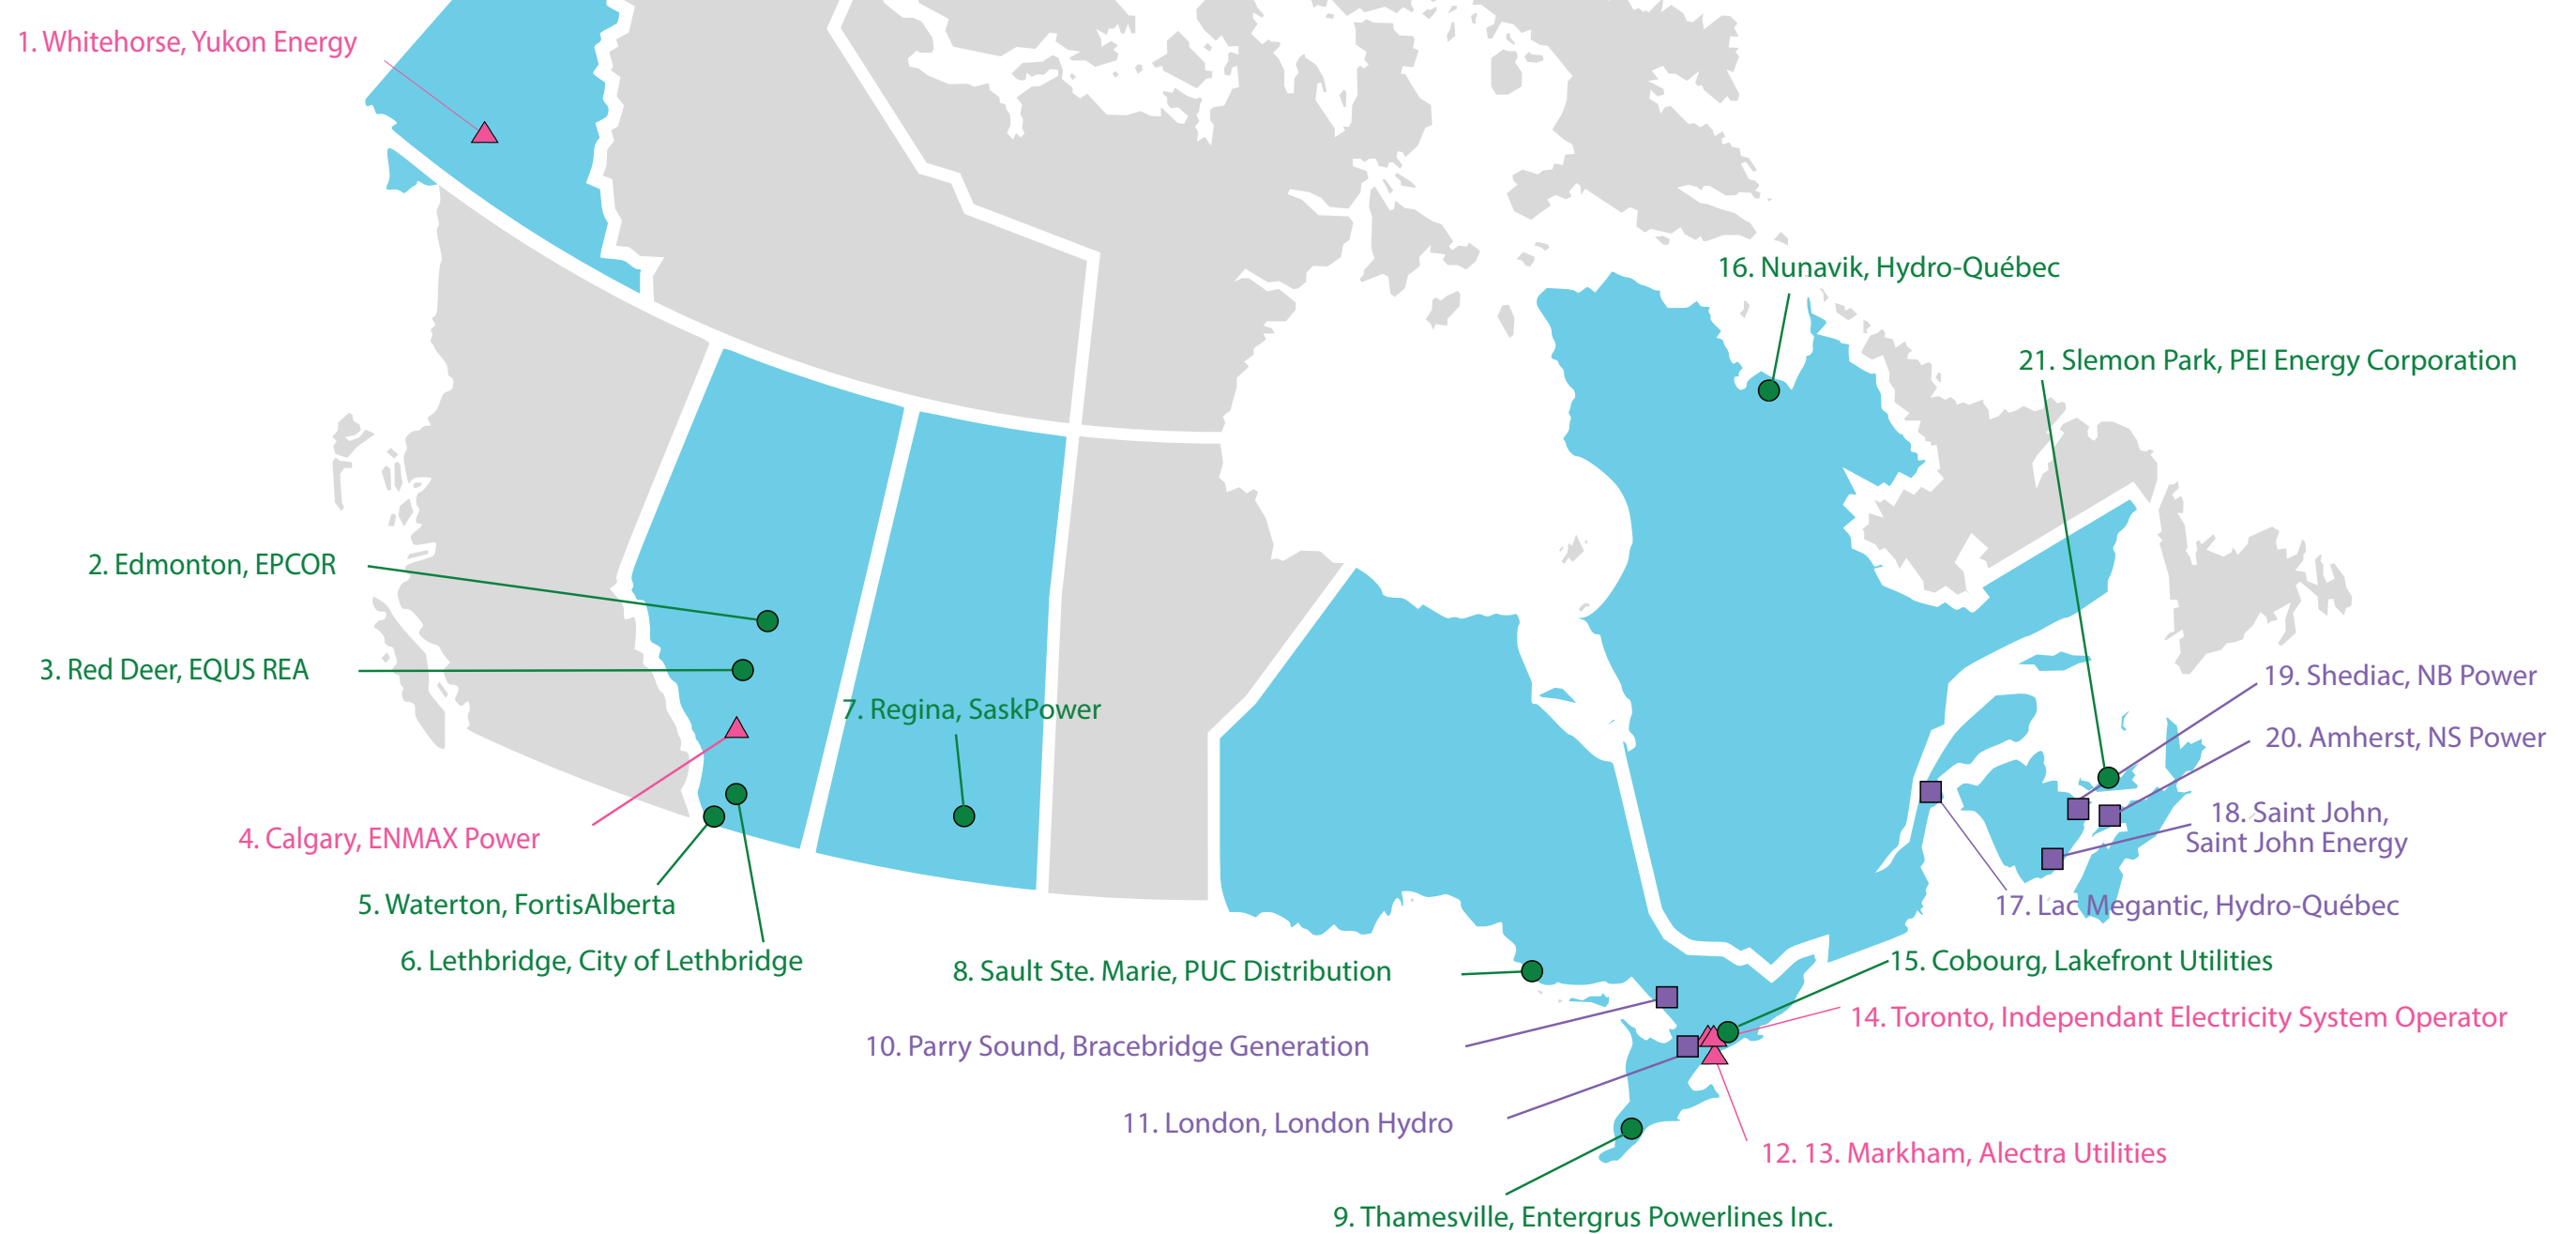 1. Whitehorse, Yukon Energy
16. Nunavik, Hydro-Québec
21. Slemon Park, PEI Energy Corporation
2. Edmonton, EPCOR
3. Red Deer, EQUS REA
19. Shediac, NB Power
7. Regina, SaskPower
20. Amherst, NS Power
18. Saint John,
Saint John Energy
4. Calgary, ENMAX Power
5. Waterton, FortisAlberta
17. Lac Megantic, Hydro-Québec
6. Lethbridge, City of Lethbridge
8. Sault Ste. Marie, PUC Distribution
15. Cobourg, Lakefront Utilities
14. Toronto, Independant Electricity System Operator
10. Parry Sound, Bracebridge Generation
11. London, London Hydro
12. 13. Markham, Alectra Utilities
9. Thamesville, Entergrus Powerlines Inc.